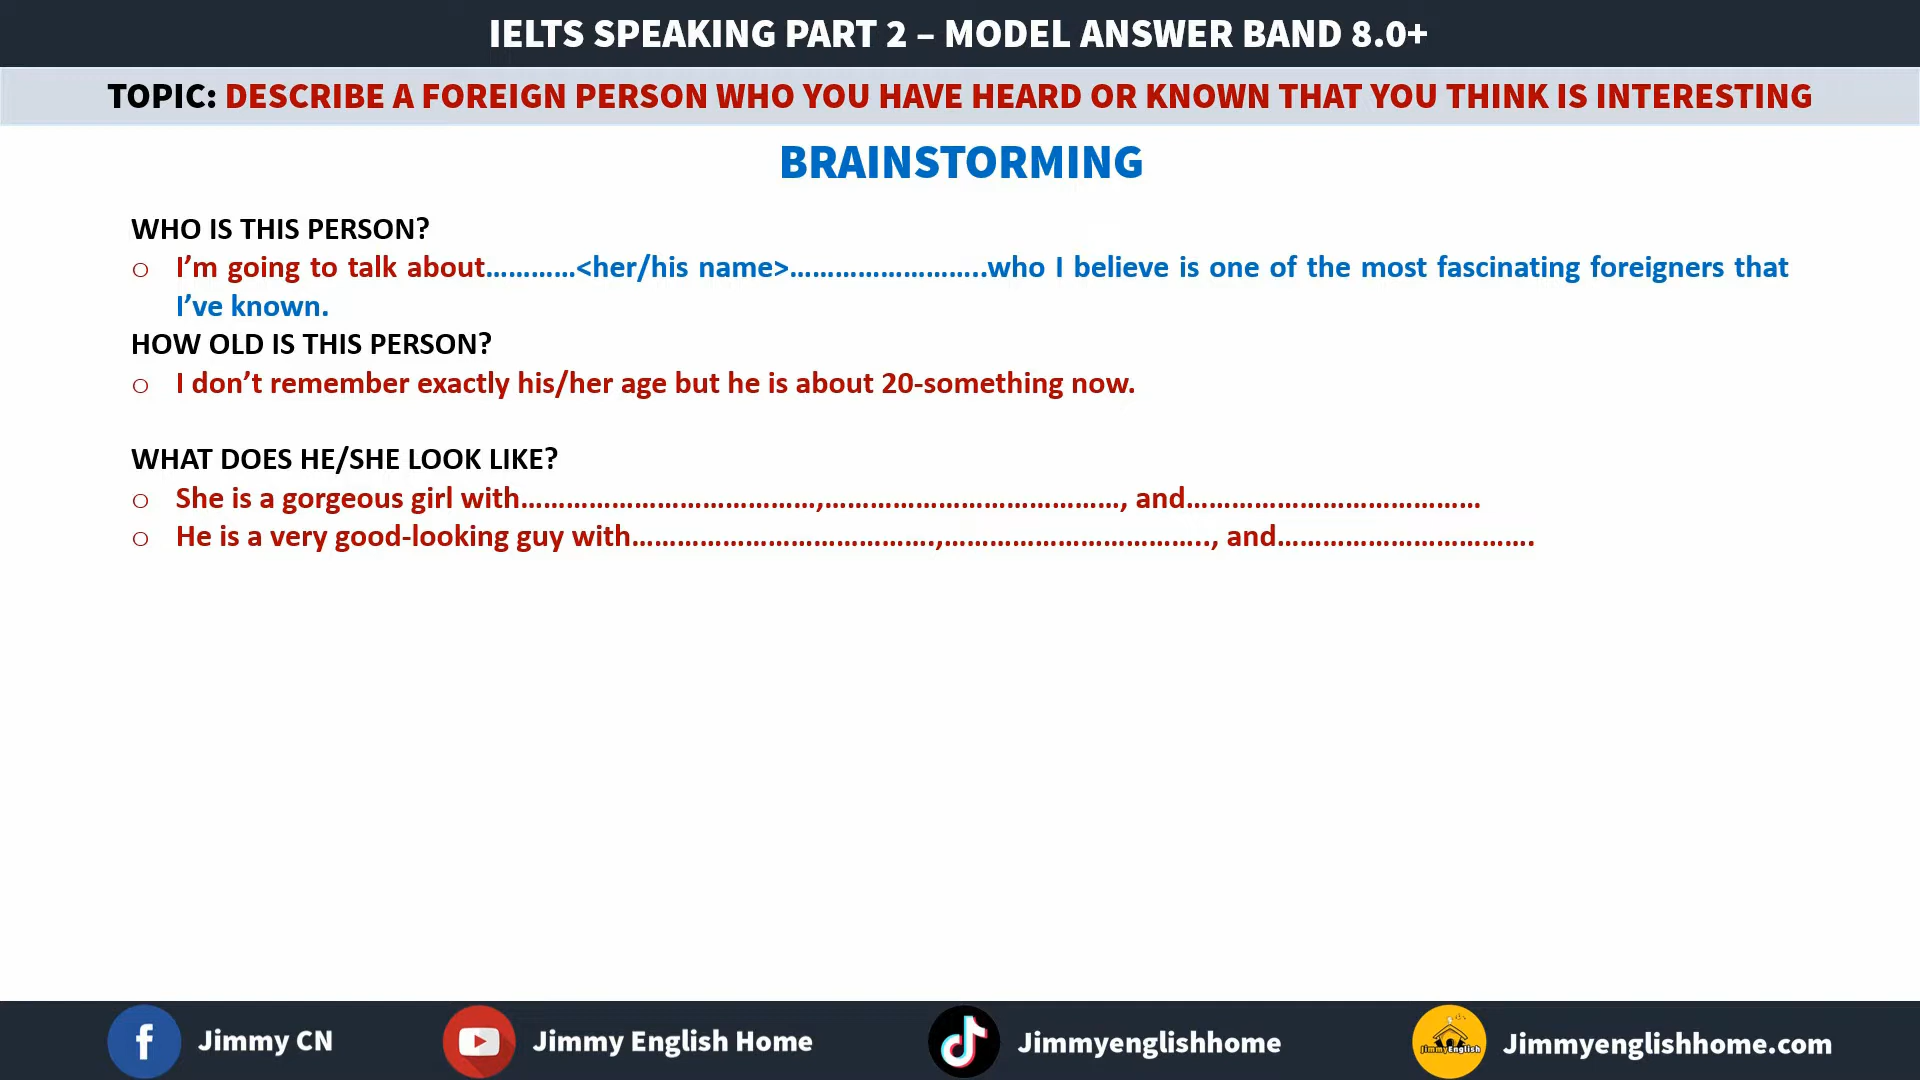 IELTS SPEAKING PART 2 – MODEL ANSWER BAND 8.0+
TOPIC: DESCRIBE A FOREIGN PERSON WHO YOU HAVE HEARD OR KNOWN THAT YOU THINK IS INTERESTING
BRAINSTORMING
WHO IS THIS PERSON?
o I’m going to talk about…………<her/his name>……………………..who I believe is one of the most fascinating foreigners that
I’ve known.
HOW OLD IS THIS PERSON?
o I don’t remember exactly his/her age but he is about 20-something now.
WHAT DOES HE/SHE LOOK LIKE?
o She is a gorgeous girl with…………………………………,…………………………………, and…………………………………
o He is a very good-looking guy with………………………………….,…………………………….., and…………………………….
Jimmy CN
Jimmy English Home
Jimmyenglishhome
JimmyEnglish
Jimmyenglishhome.com